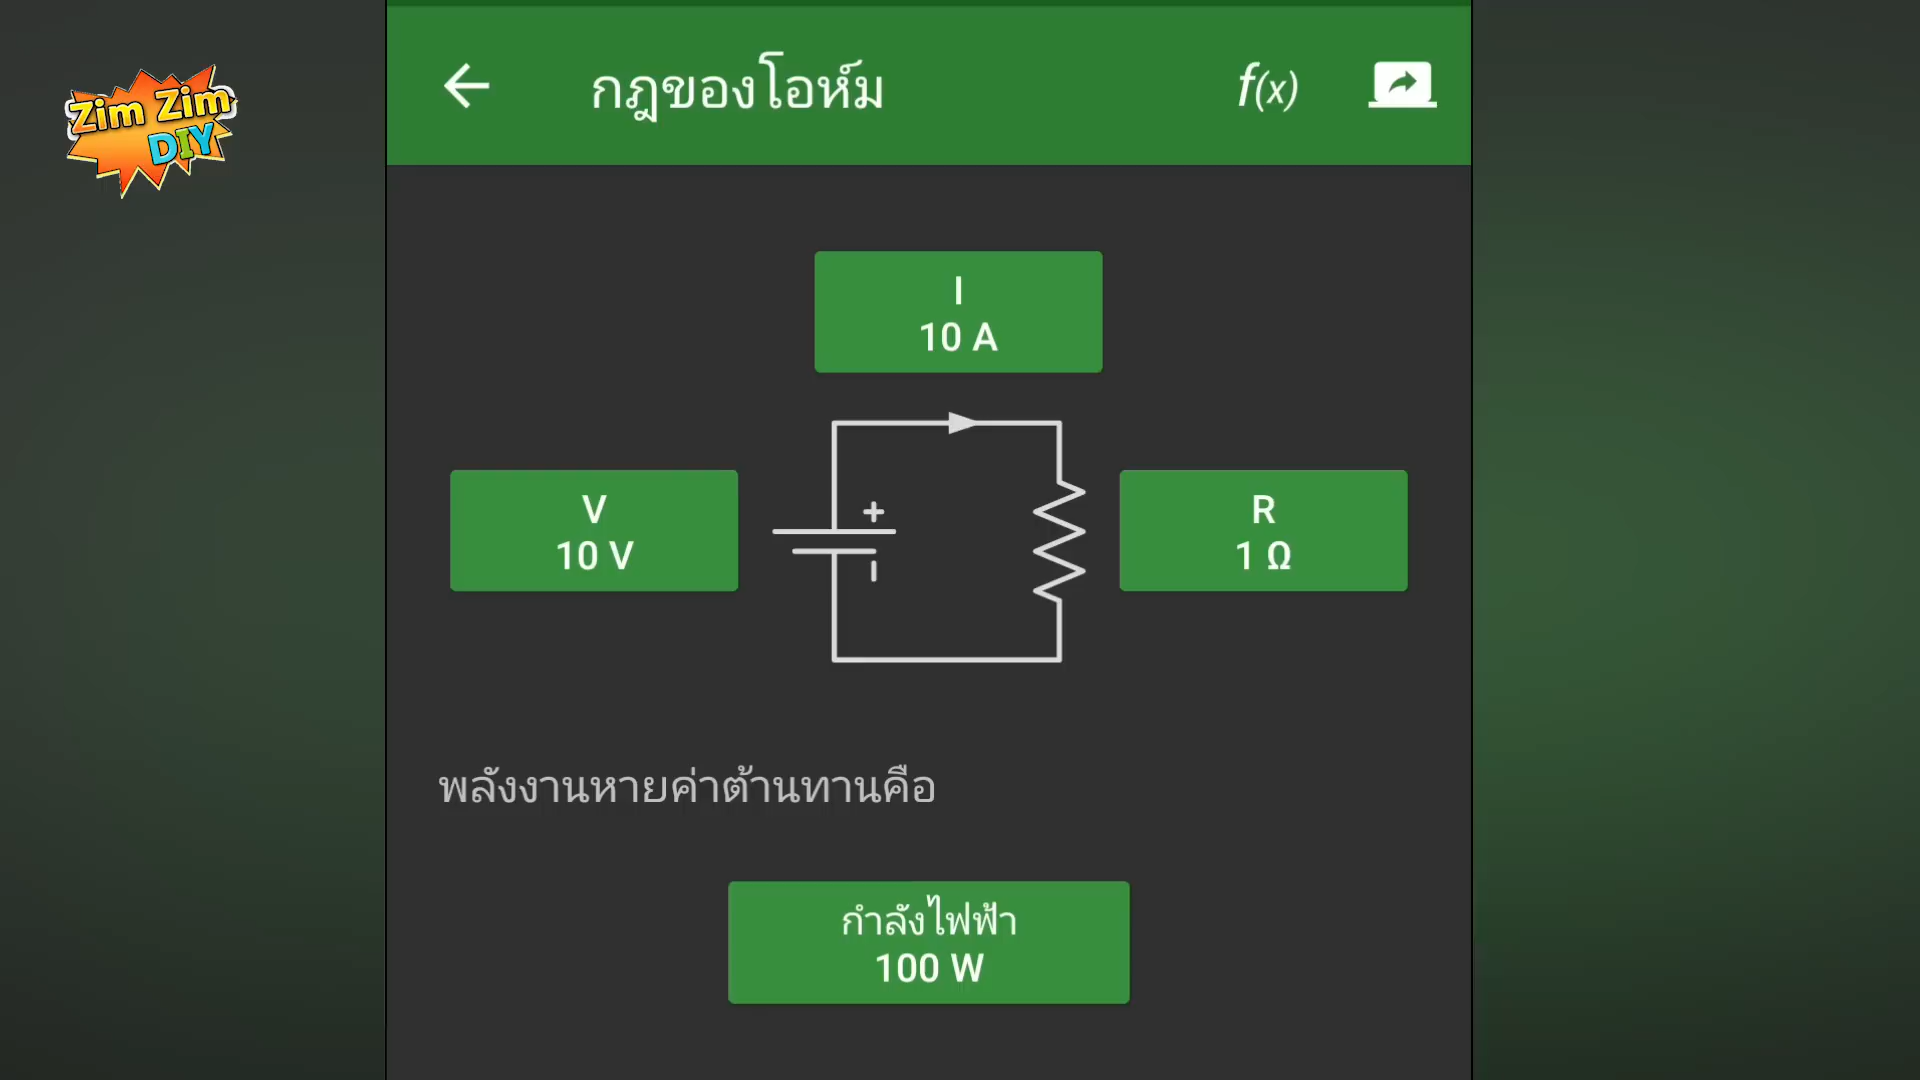 Zim Zim
DIY
กฎของโอห์ม
f(x)
I
10 A
V
10 V
+
R
1 Ω
พลังงานหายค่าต้านทานคือ
กำลังไฟฟ้า
100 W